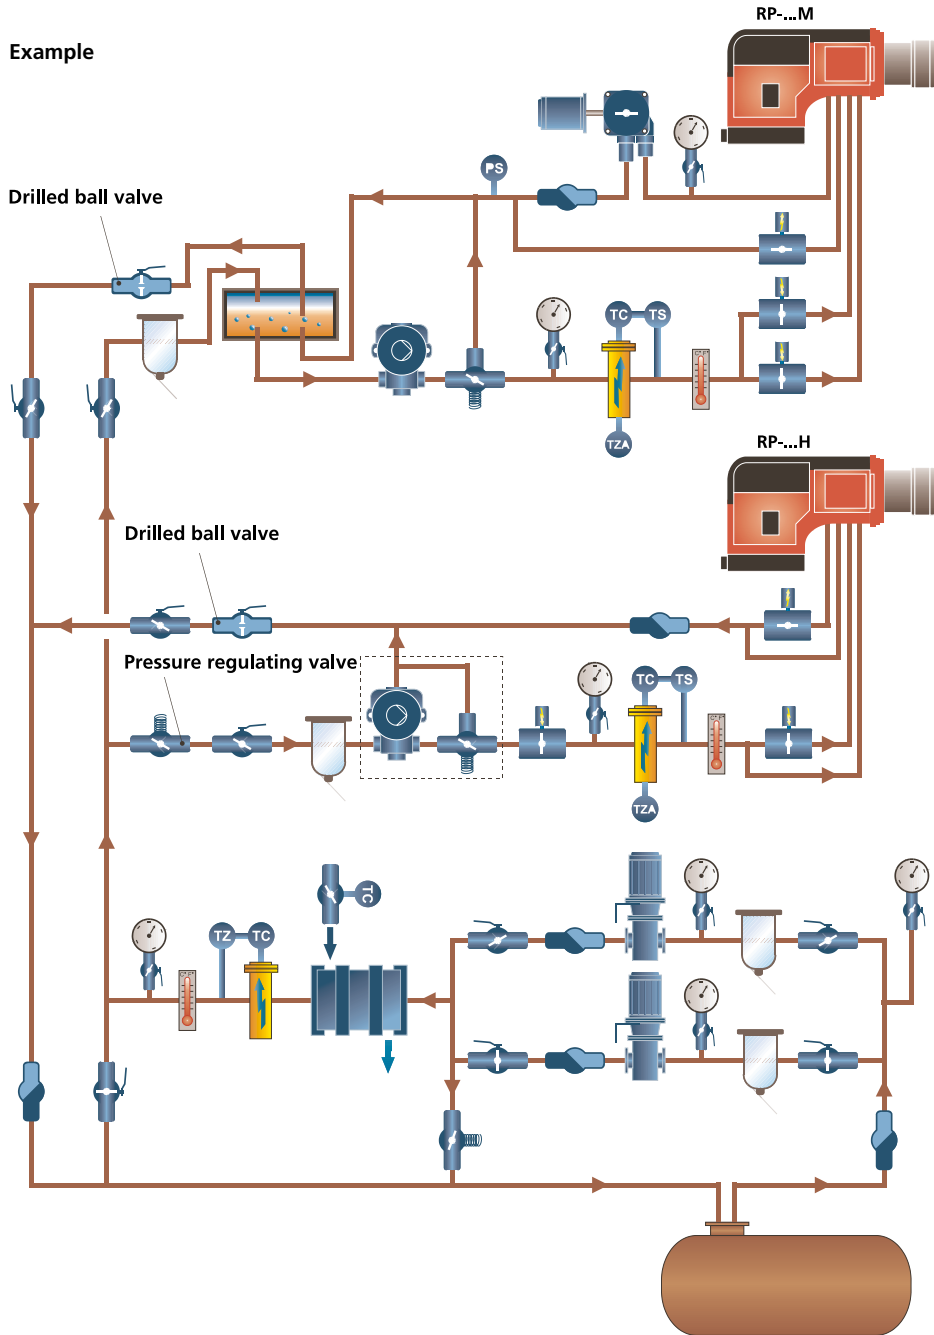 RP-...M
Example
PS
Drilled ball valve
TC TS
TZA
RP-...H
Drilled ball valve
Pressure regulating valve
TC TS
TZA
TC
TZ TC